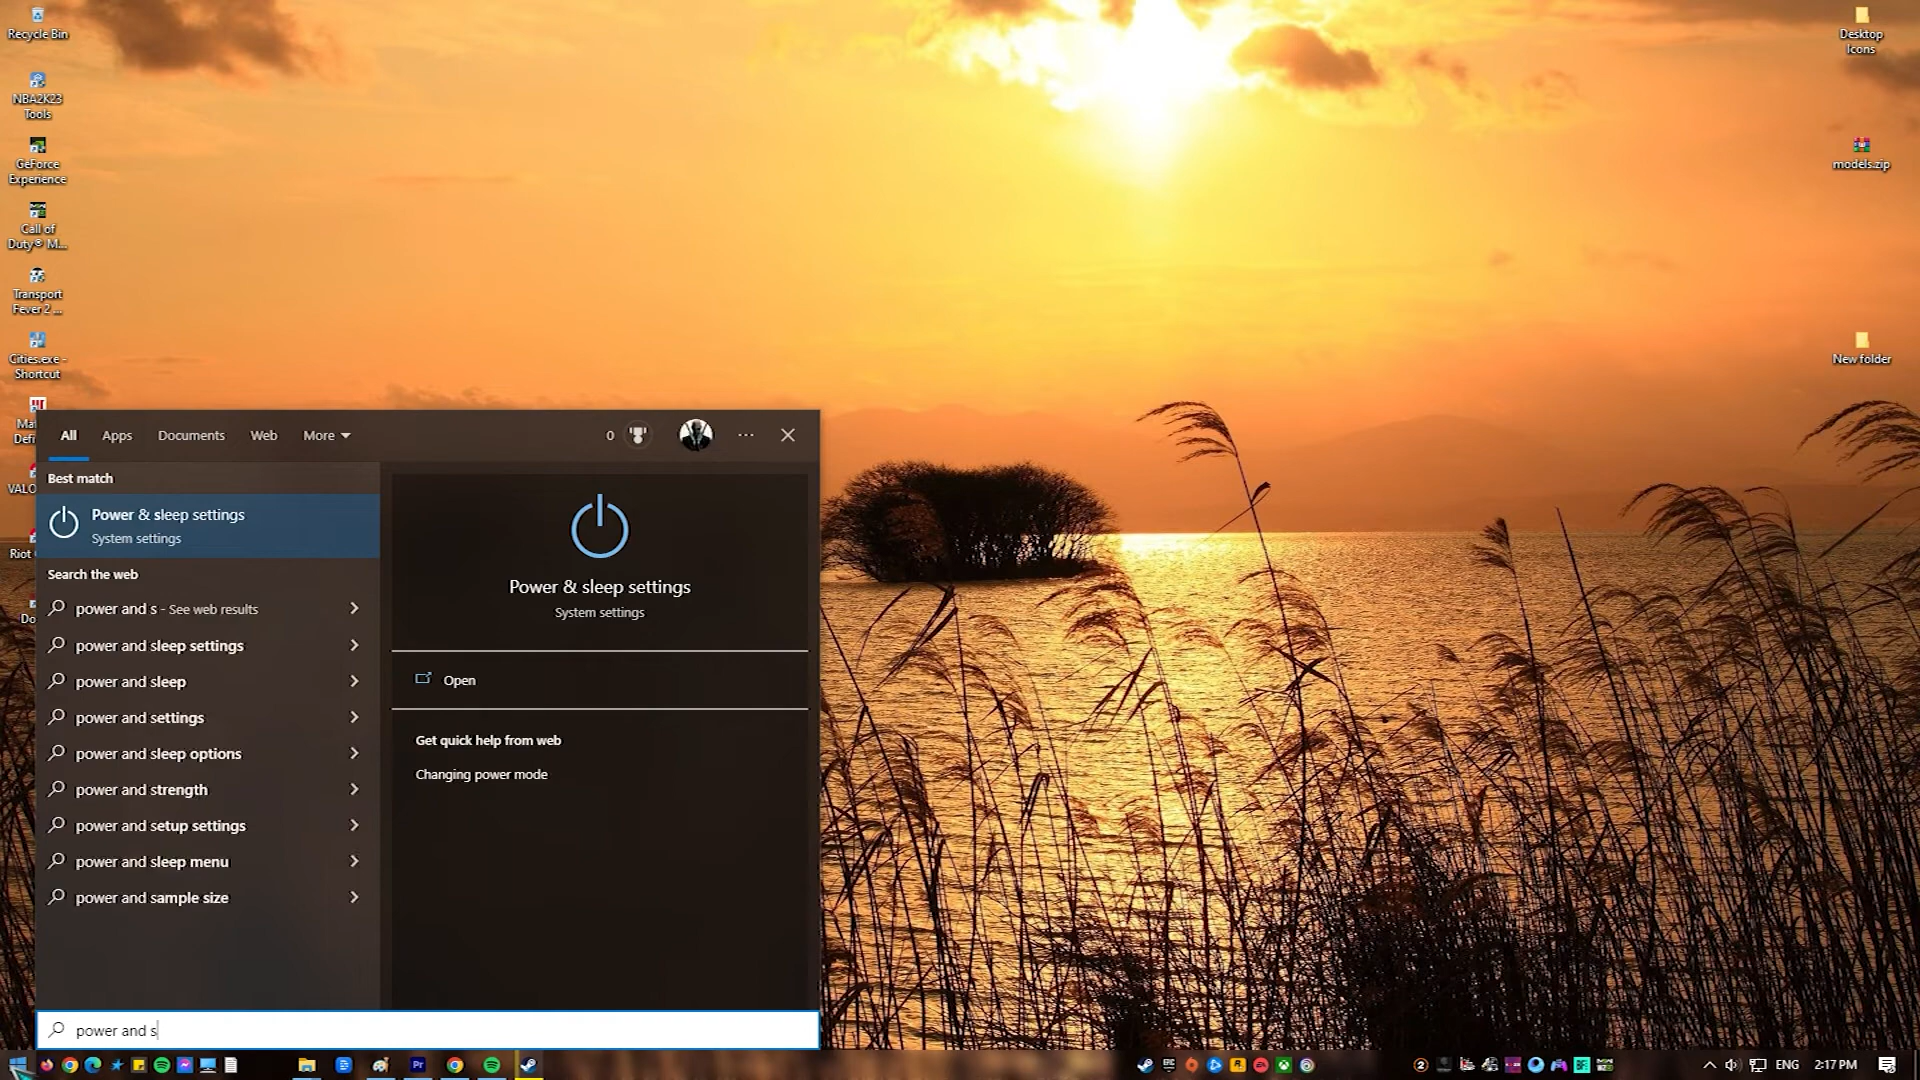 Recycle Bin
NBA2K23
Tools
GeForce
Experience
Call of
Duty® M...
Transport
Fever 2 ...
Cities.exe -
Shortcut
Desktop
Icons
models.zip
New folder
All
Apps
Documents
Web
More
0
Best match
Power & sleep settings
System settings
Search the web
power and s - See web results
power and sleep settings
power and sleep
power and settings
power and sleep options
power and strength
power and setup settings
power and sleep menu
power and sample size
Power & sleep settings
System settings
Open
Get quick help from web
Changing power mode
power and s
Pr
ENG
2:17 PM